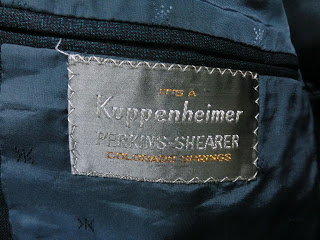 IT'S A
Kuppenheimer
PERKINS-SHEARER
COLORADO SPRINGS